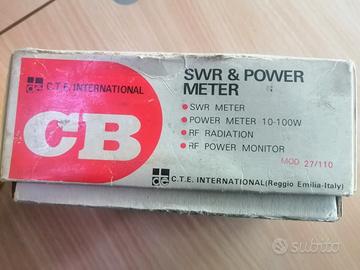 C.T.E. INTERNATIONAL
CB
SWR & POWER
METER
SWR METER
POWER METER 10-100W
RF RADIATION
RF POWER MONITOR
MOD 27/110
cte C.T.E. INTERNATIONAL (Reggio Emilia-Italy)
subito